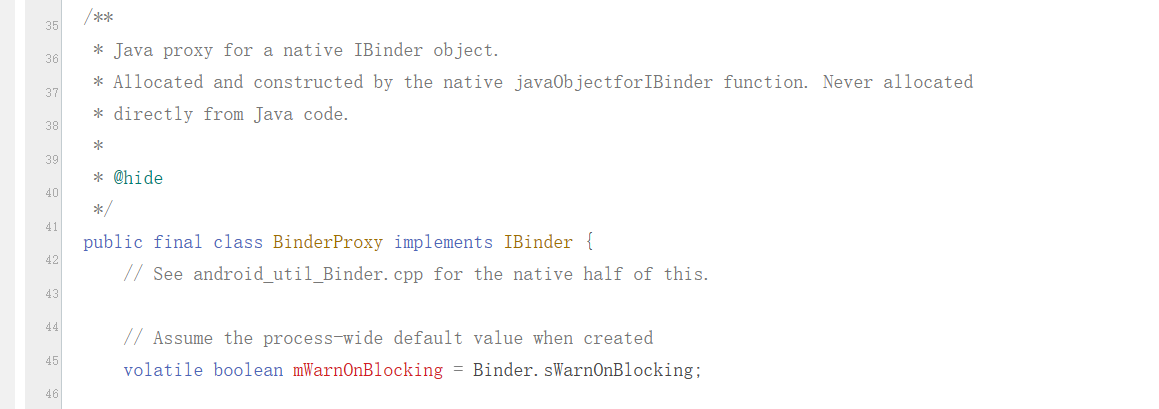 35 /**
36 * Java proxy for a native IBinder object.
37 * Allocated and constructed by the native javaObjectforIBinder function. Never allocated
38 * directly from Java code.
39 *
40 * @hide
41 */
42 public final class BinderProxy implements IBinder {
43 // See android_util_Binder.cpp for the native half of this.
44
45 // Assume the process-wide default value when created
46 volatile boolean mWarnOnBlocking = Binder.sWarnOnBlocking;